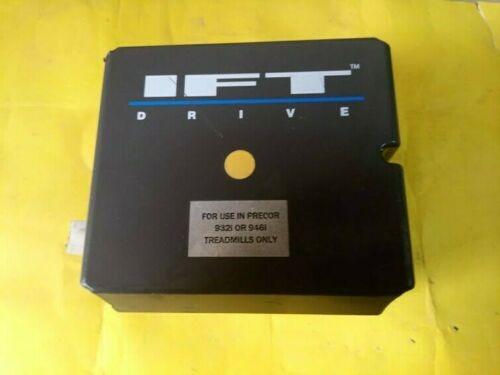 IFT™
DRIVE
FOR USE IN PRECOR
932I OR 946I
TREADMILLS ONLY